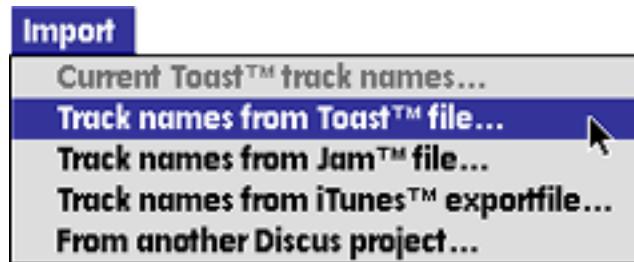 Import
Current Toast™ track names...
Track names from Toast™ file...
Track names from Jam™ file...
Track names from iTunes™ exportfile...
From another Discus project...